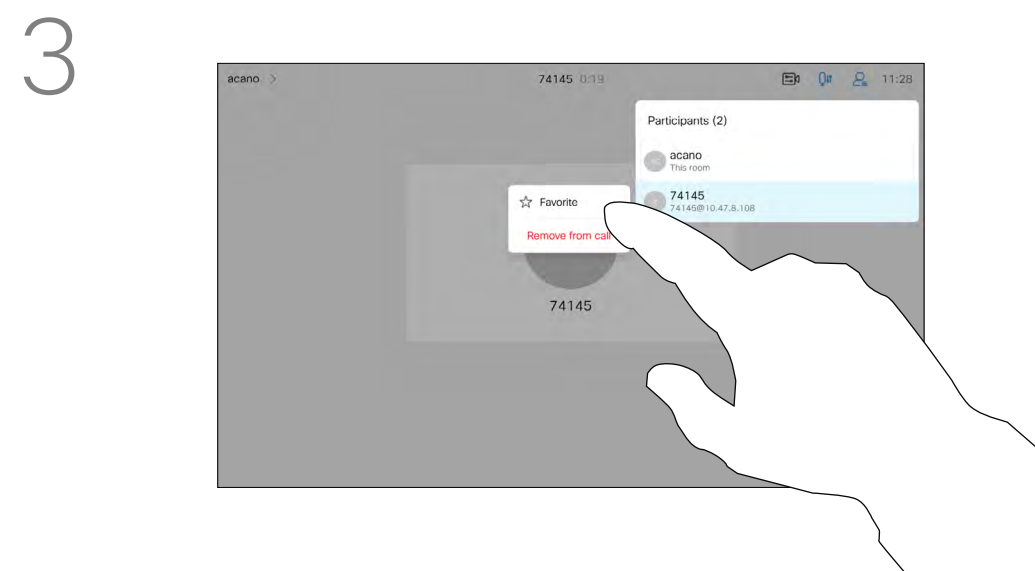 3
acano >
74145 0:19
11:28
Participants (2)
acano
This room
74145
74145@10.47.8.108
Favorite
Remove from call
74145